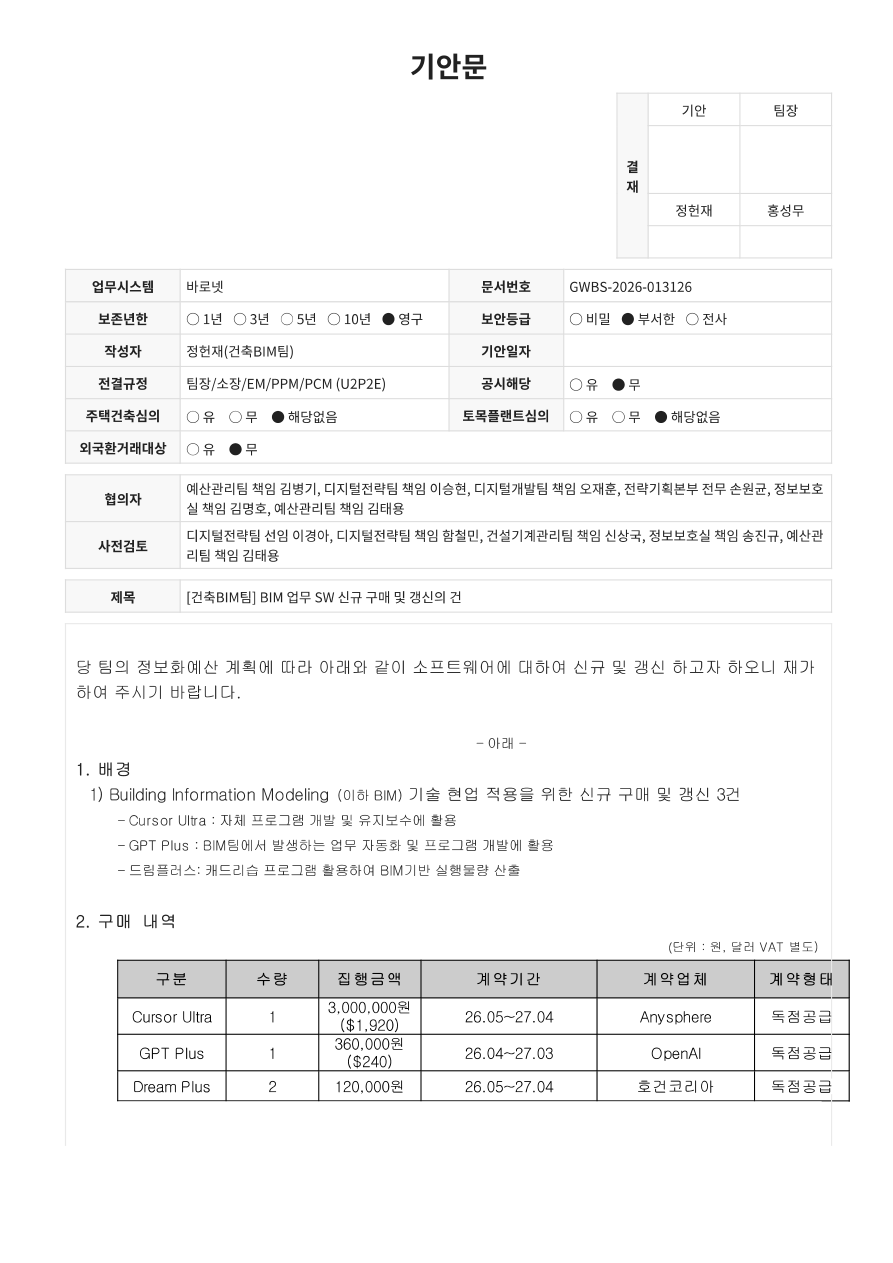 기안문
결재
기안 팀장
정헌재 홍성무
업무시스템 바로넷 문서번호 GWBS-2026-013126
보존년한 ○ 1년 ○ 3년 ○ 5년 ○ 10년 ● 영구 보안등급 ○ 비밀 ● 부서한 ○ 전사
작성자 정헌재(건축BIM팀) 기안일자
전결규정 팀장/소장/EM/PPM/PCM (U2P2E) 공시해당 ○ 유 ● 무
주택건축심의 ○ 유 ○ 무 ● 해당없음 토목플랜트심의 ○ 유 ○ 무 ● 해당없음
외국환거래대상 ○ 유 ● 무
협의자 예산관리팀 책임 김병기, 디지털전략팀 책임 이승현, 디지털개발팀 책임 오재훈, 전략기획본부 전무 손원균, 정보보호
실 책임 김명호, 예산관리팀 책임 김태용
사전검토 디지털전략팀 선임 이경아, 디지털전략팀 책임 함철민, 건설기계관리팀 책임 신상국, 정보보호실 책임 송진규, 예산관
리팀 책임 김태용
제목 [건축BIM팀] BIM 업무 SW 신규 구매 및 갱신의 건
당 팀의 정보화예산 계획에 따라 아래와 같이 소프트웨어에 대하여 신규 및 갱신 하고자 하오니 재가
하여 주시기 바랍니다.
- 아래 -
1. 배경
1) Building Information Modeling (이하 BIM) 기술 현업 적용을 위한 신규 구매 및 갱신 3건
- Cursor Ultra : 자체 프로그램 개발 및 유지보수에 활용
- GPT Plus : BIM팀에서 발생하는 업무 자동화 및 프로그램 개발에 활용
- 드림플러스: 캐드리습 프로그램 활용하여 BIM기반 실행물량 산출
2. 구매 내역
(단위 : 원, 달러 VAT 별도)
구분 수량 집행금액 계약기간 계약업체 계약형태
Cursor Ultra 1 3,000,000원 ($1,920) 26.05~27.04 Anysphere 독점공급
GPT Plus 1 360,000원 ($240) 26.04~27.03 OpenAI 독점공급
Dream Plus 2 120,000원 26.05~27.04 호건코리아 독점공급